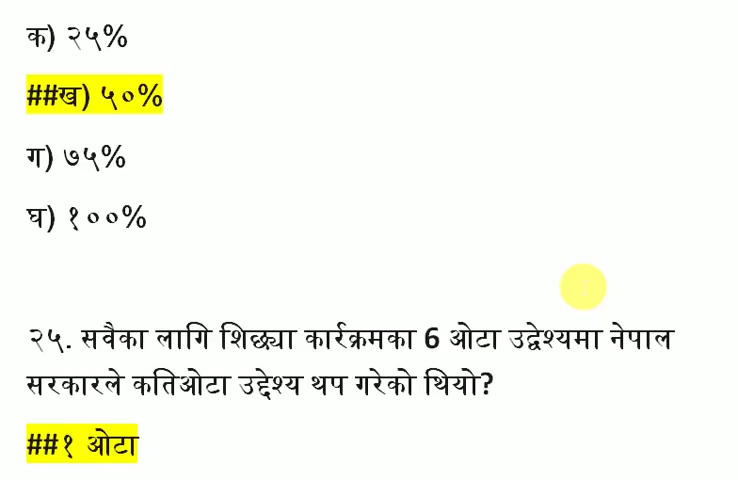 क) २५%
##ख) ५०%
ग) ७५%
घ) १००%
२५. सवैका लागि शिछ्या कार्रक्रमका 6 ओटा उद्वेश्यमा नेपाल
सरकारले कतिओटा उद्देश्य थप गरेको थियो?
##१ ओटा